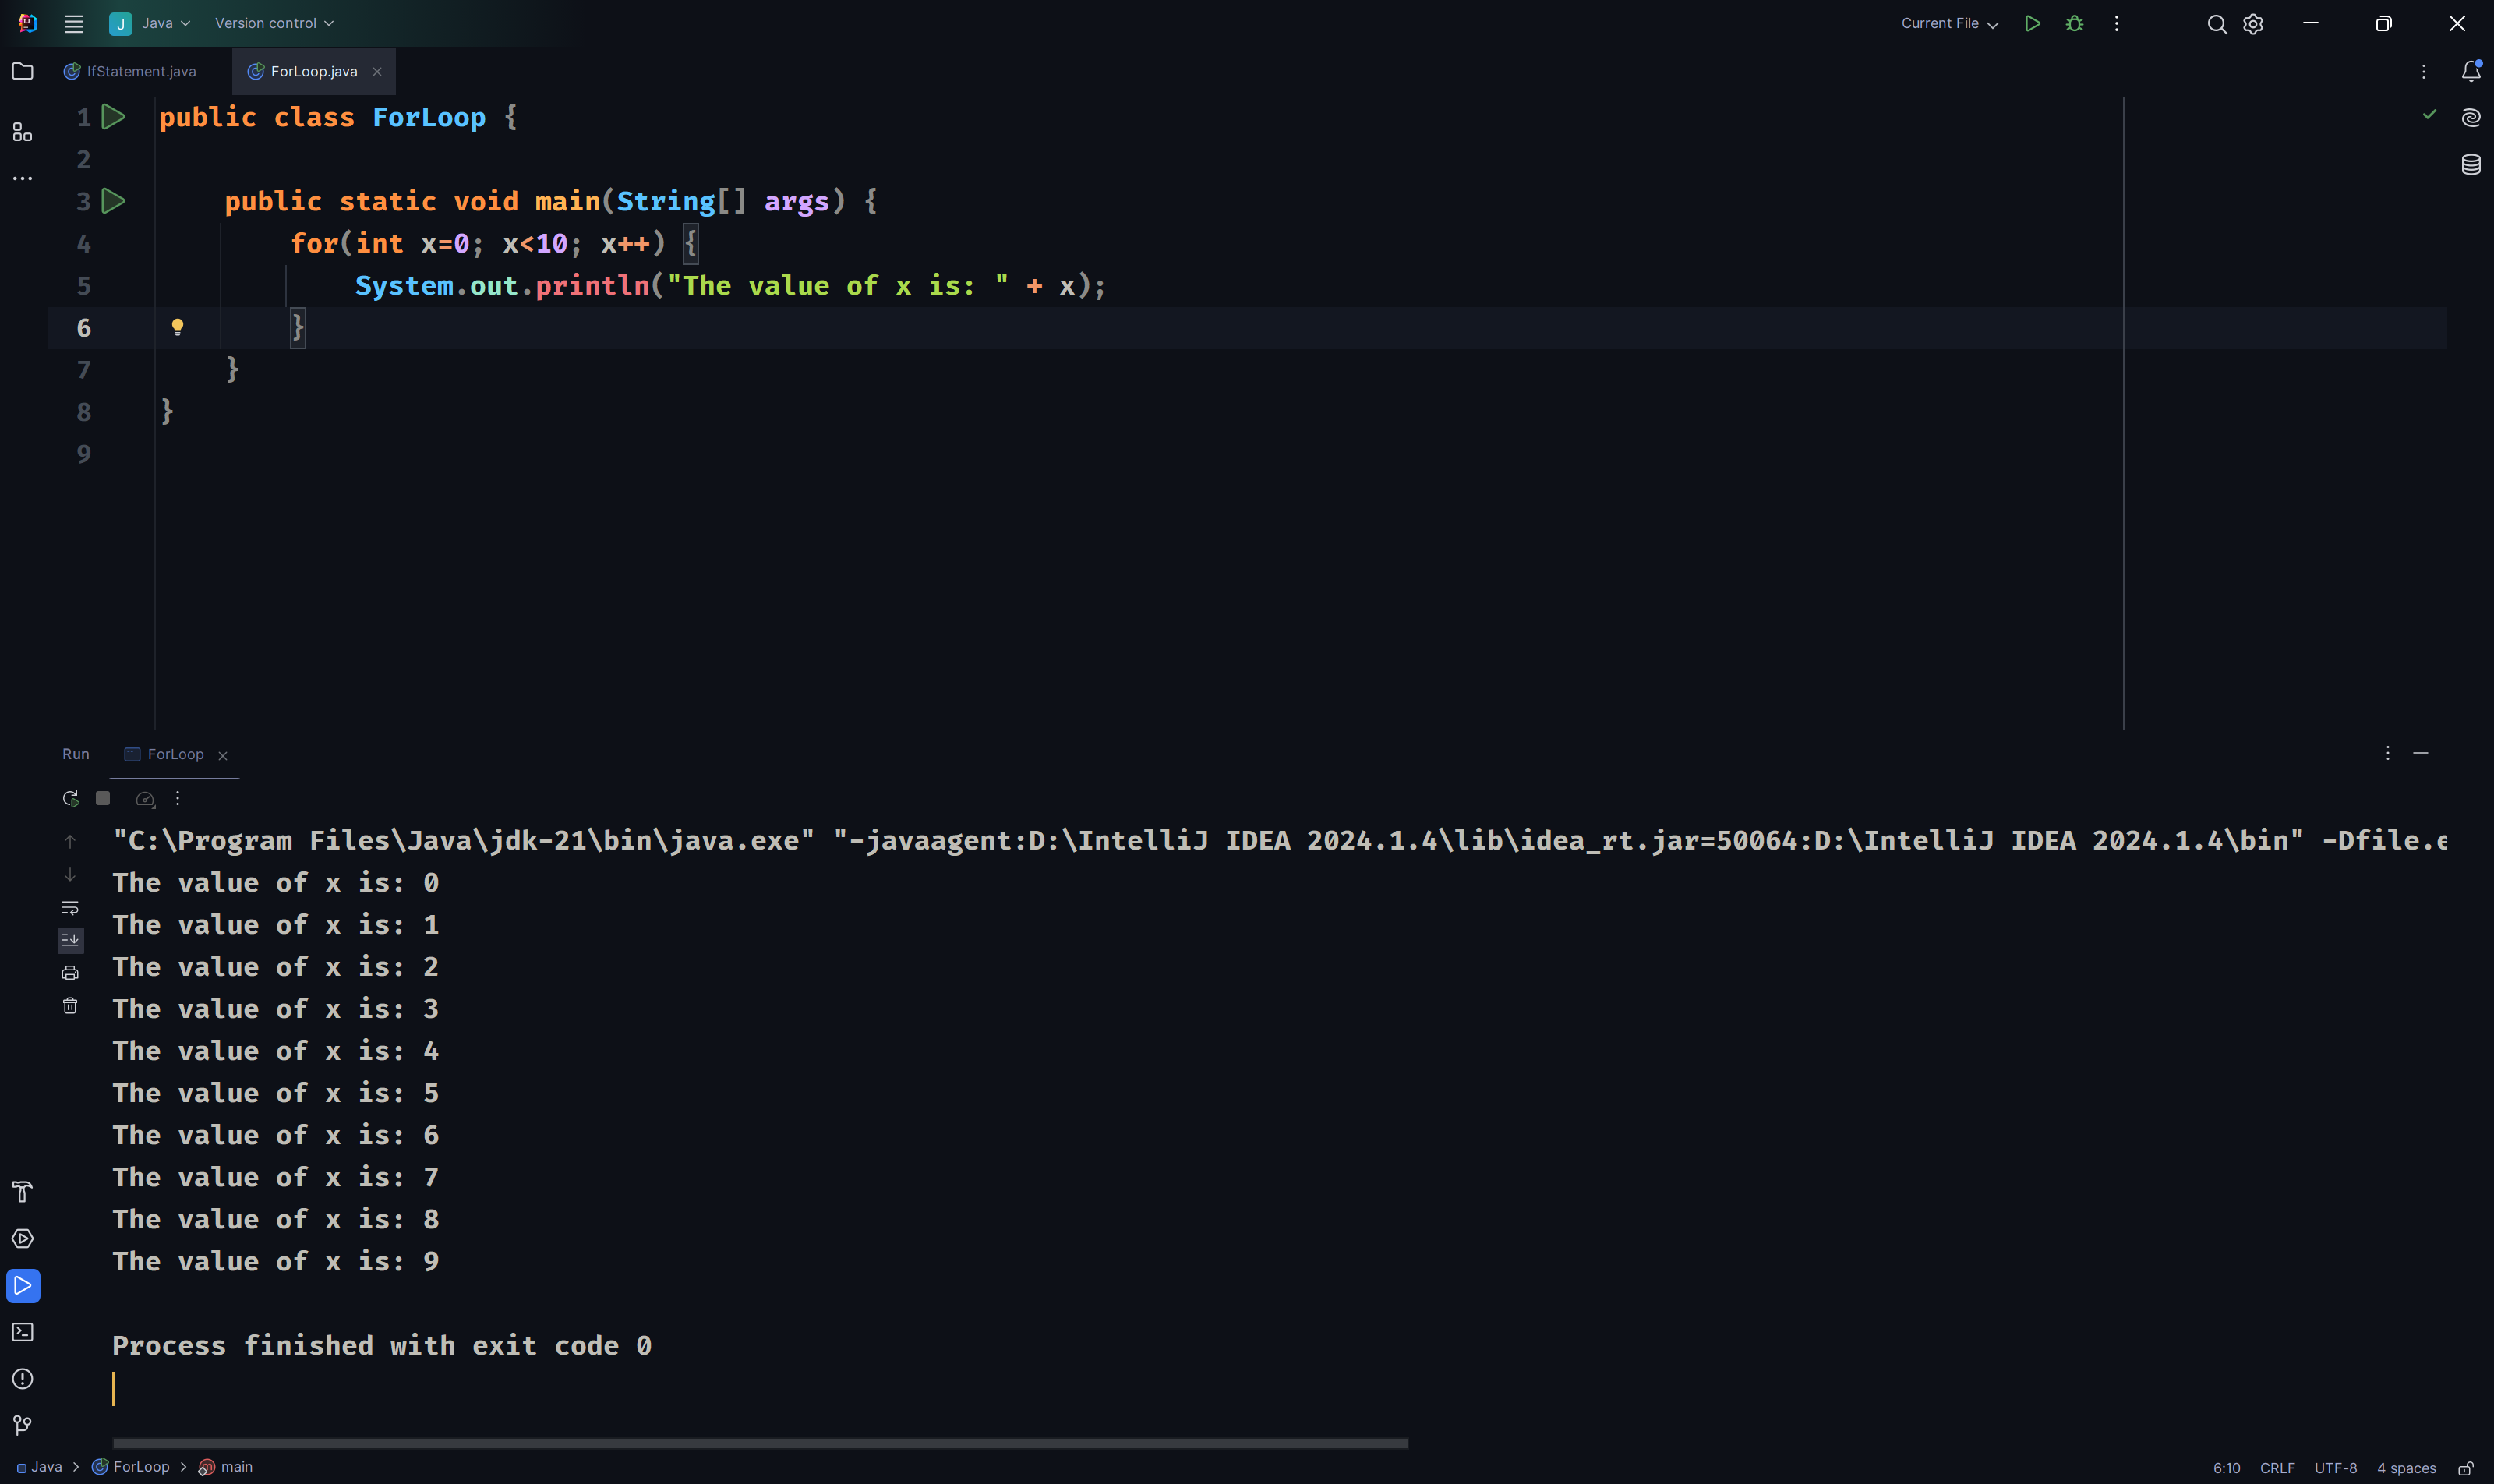 J Java Version control Current File
IfStatement.java ForLoop.java
1 public class ForLoop {
2
3 public static void main(String[] args) {
4 for(int x=0; x<10; x++) {
5 System.out.println("The value of x is: " + x);
6 }
7 }
8 }
9
Run ForLoop
"C:\Program Files\Java\jdk-21\bin\java.exe" "-javaagent:D:\IntelliJ IDEA 2024.1.4\lib\idea_rt.jar=50064:D:\IntelliJ IDEA 2024.1.4\bin" -Dfile.e
The value of x is: 0
The value of x is: 1
The value of x is: 2
The value of x is: 3
The value of x is: 4
The value of x is: 5
The value of x is: 6
The value of x is: 7
The value of x is: 8
The value of x is: 9
Process finished with exit code 0
Java > ForLoop > main 6:10 CRLF UTF-8 4 spaces